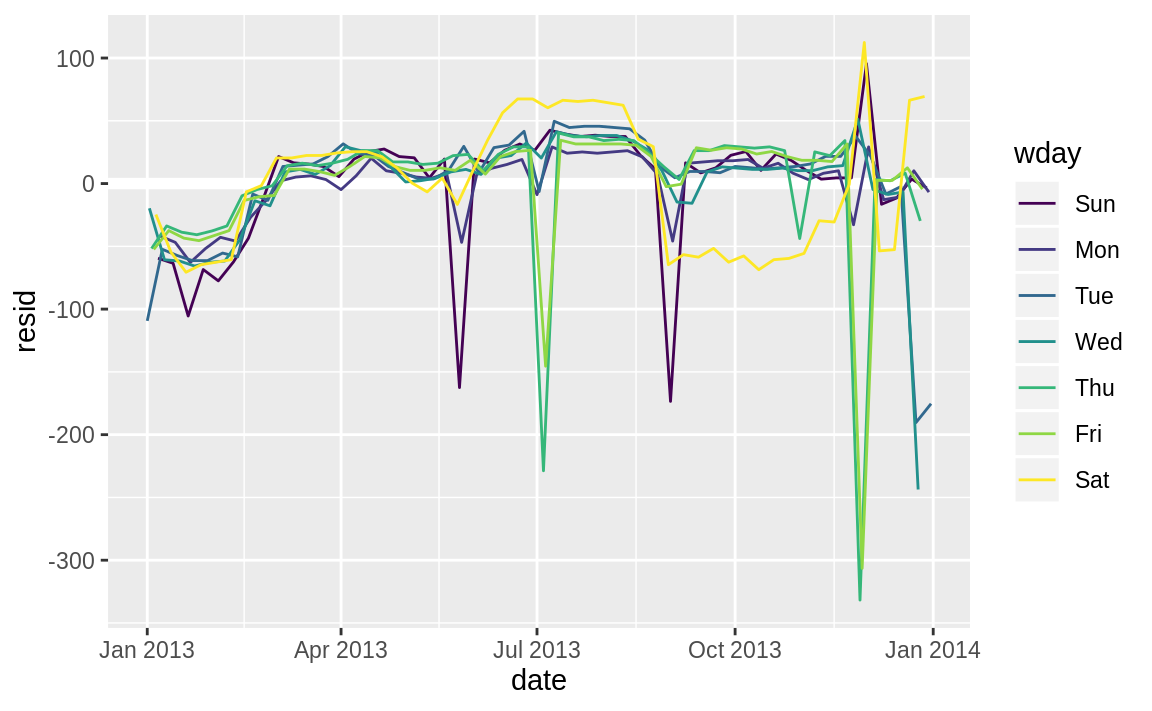 100
0
-100
-200
-300
resid
Jan 2013
Apr 2013
Jul 2013
Oct 2013
Jan 2014
date
wday
Sun
Mon
Tue
Wed
Thu
Fri
Sat